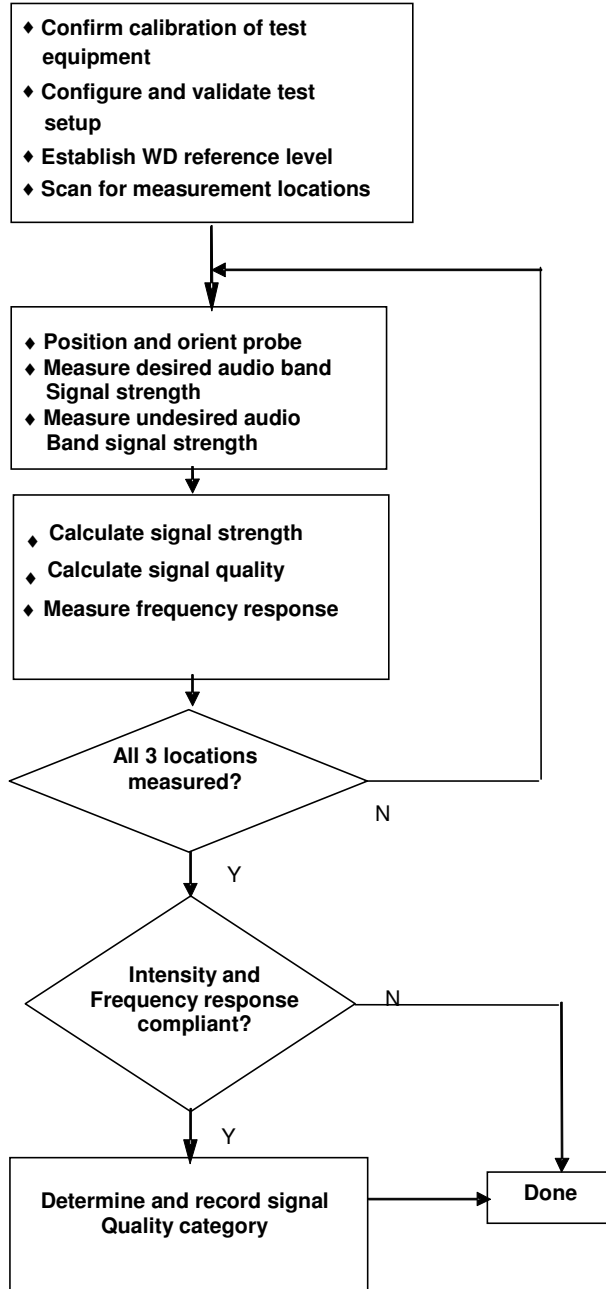 ♦ Confirm calibration of test
equipment
♦ Configure and validate test
setup
♦ Establish WD reference level
♦ Scan for measurement locations
♦ Position and orient probe
♦ Measure desired audio band
Signal strength
♦ Measure undesired audio
Band signal strength
♦ Calculate signal strength
♦ Calculate signal quality
♦ Measure frequency response
All 3 locations
measured?
N
Y
Intensity and
Frequency response
compliant?
N
Y
Determine and record signal
Quality category
Done